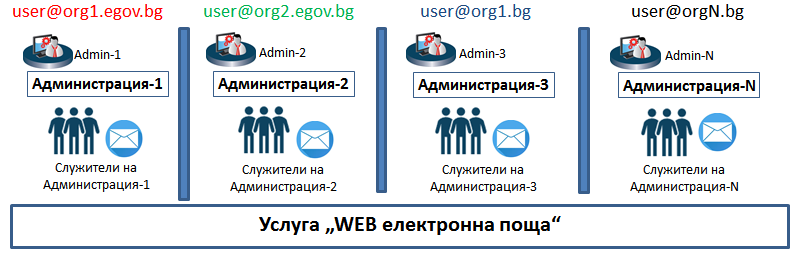 user@org1.egov.bg
Admin-1
Администрация-1
Служители на
Администрация-1
user@org2.egov.bg
Admin-2
Администрация-2
Служители на
Администрация-2
user@org1.bg
Admin-3
Администрация-3
Служители на
Администрация-3
user@orgN.bg
Admin-N
Администрация-N
Служители на
Администрация-N
Услуга „WEB електронна поща“